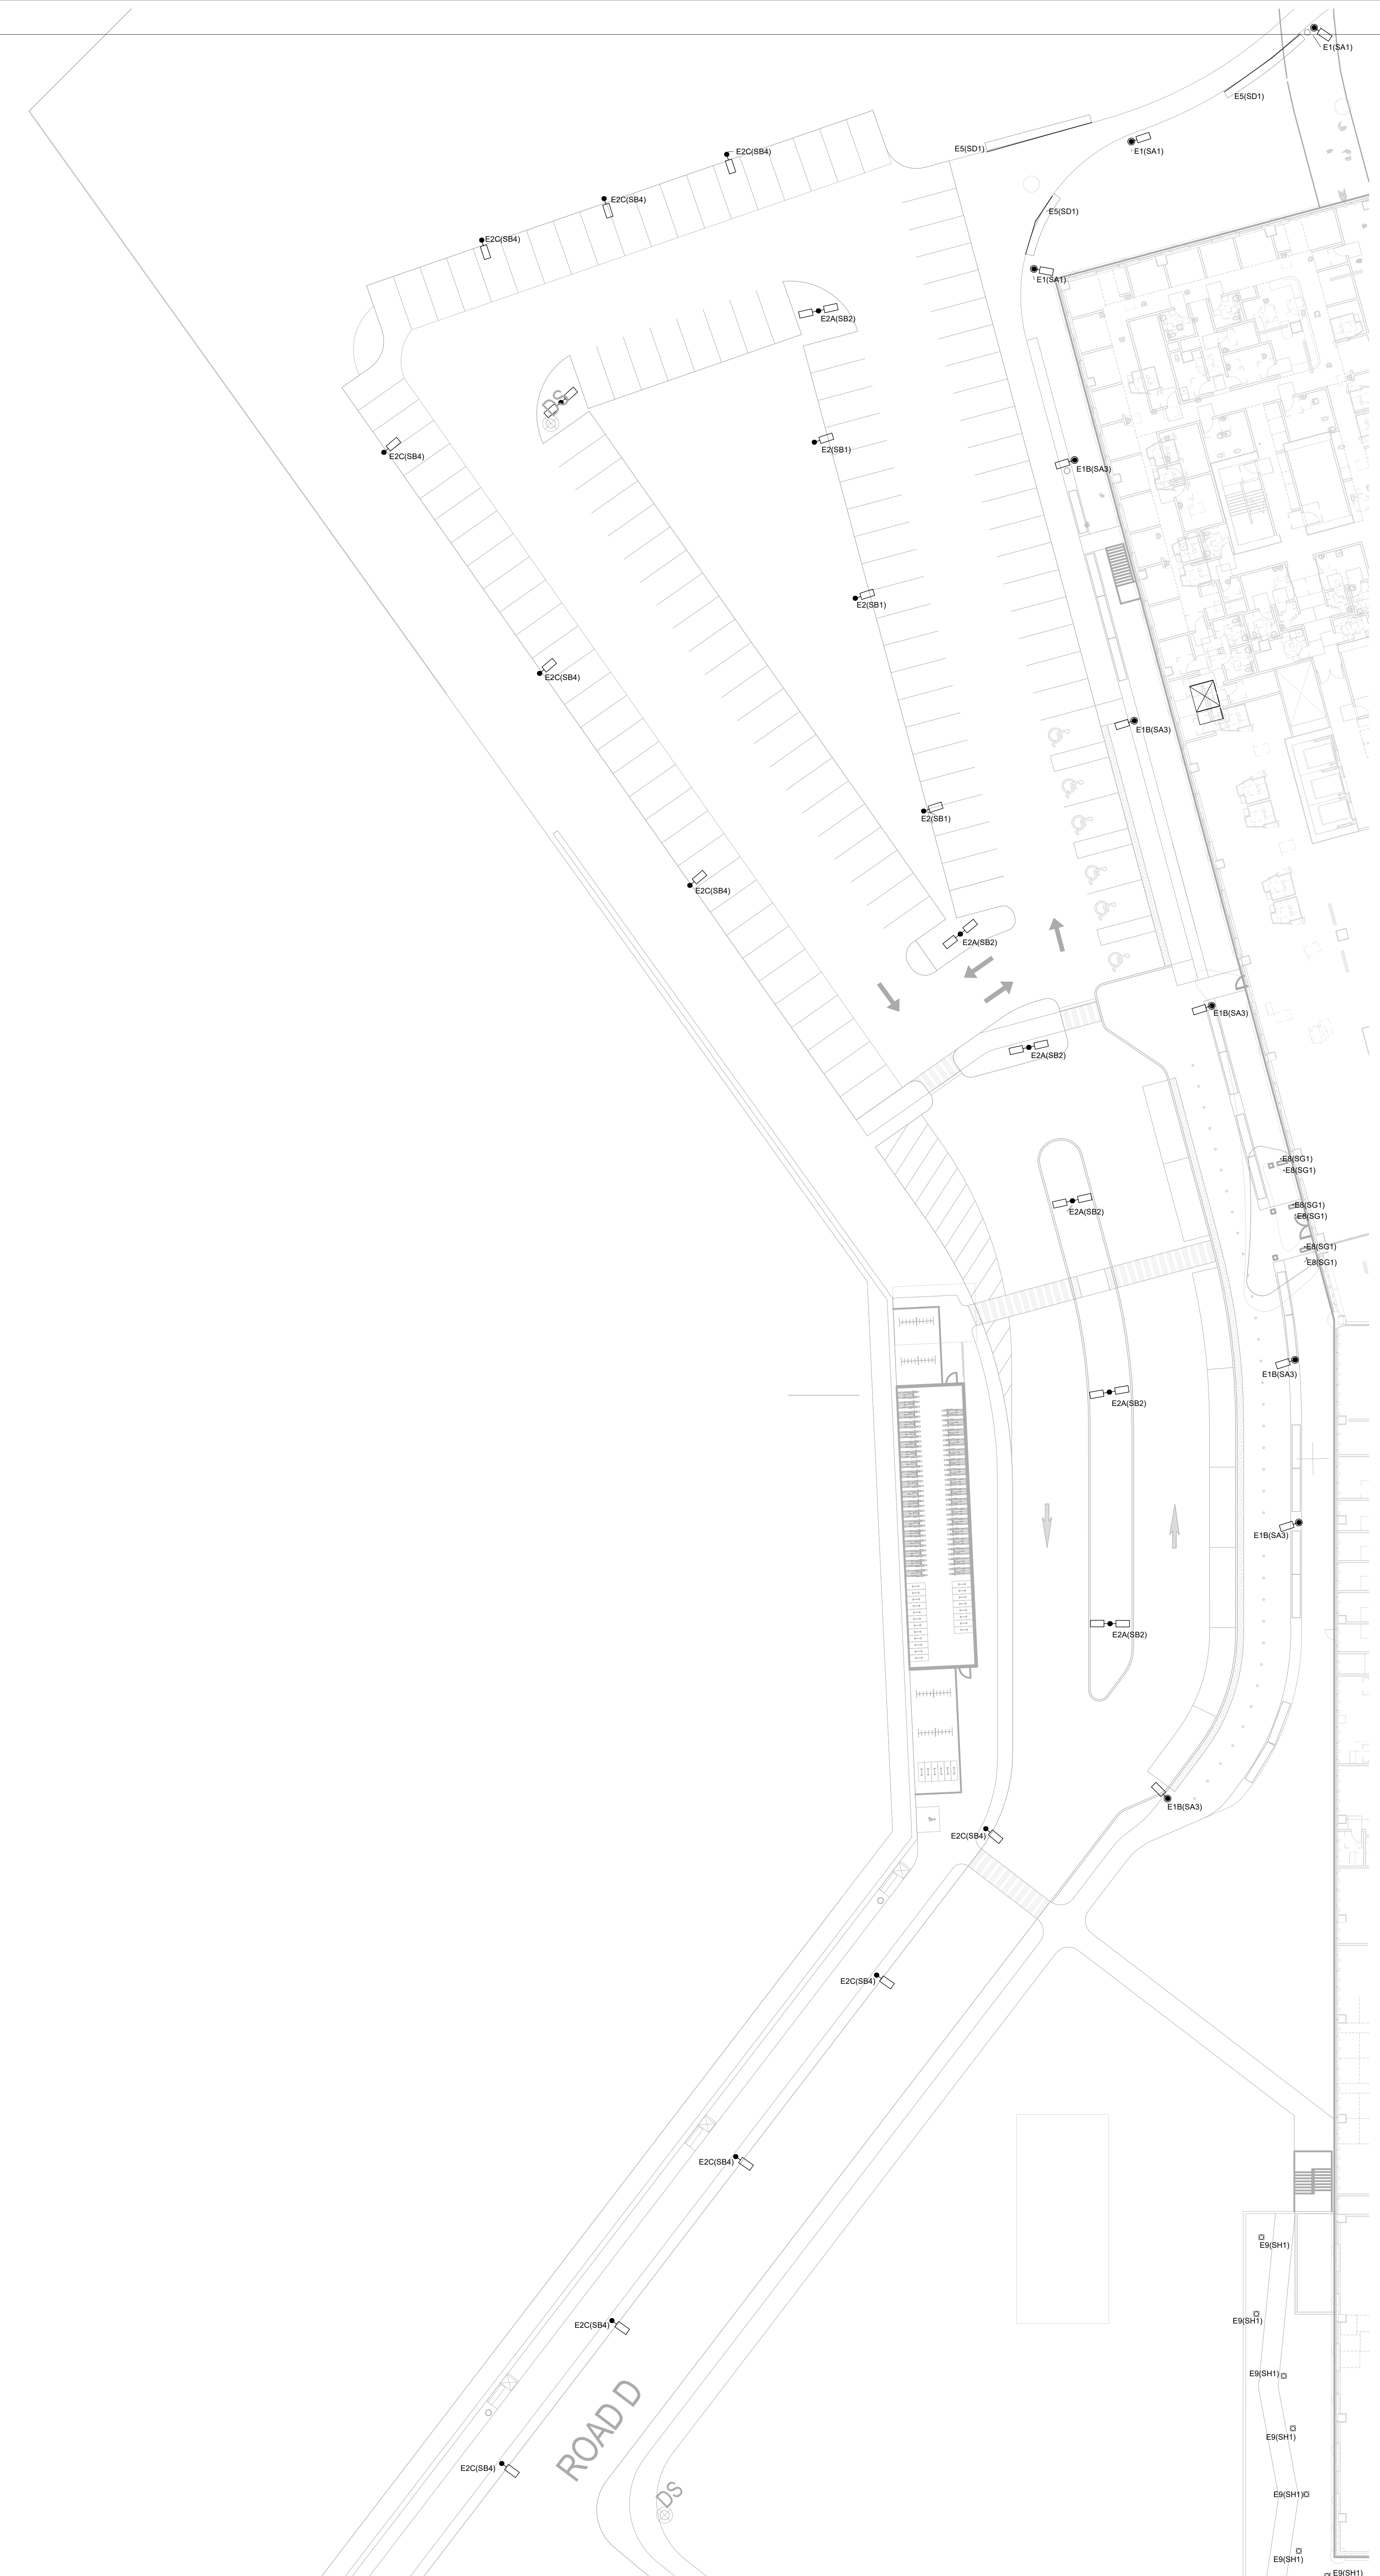 E1(SA1)
E5(SD1)
E5(SD1)
E1(SA1)
E2C(SB4)
E2C(SB4)
E5(SD1)
E2C(SB4)
E1(SA1)
E2A(SB2)
DS
E2(SB1)
E2C(SB4)
E1B(SA3)
E2(SB1)
E2C(SB4)
E1B(SA3)
E2(SB1)
E2C(SB4)
E2A(SB2)
E1B(SA3)
E2A(SB2)
E8(SG1)
E8(SG1)
E8(SG1)
E2A(SB2)
E8(SG1)
E8(SG1)
E8(SG1)
E1B(SA3)
E2A(SB2)
E1B(SA3)
E2A(SB2)
E1B(SA3)
E2C(SB4)
E2C(SB4)
E2C(SB4)
E9(SH1)
E9(SH1)
E2C(SB4)
E9(SH1)
ROAD D
E9(SH1)
E2C(SB4)
DS
E9(SH1)
E9(SH1)
E9(SH1)